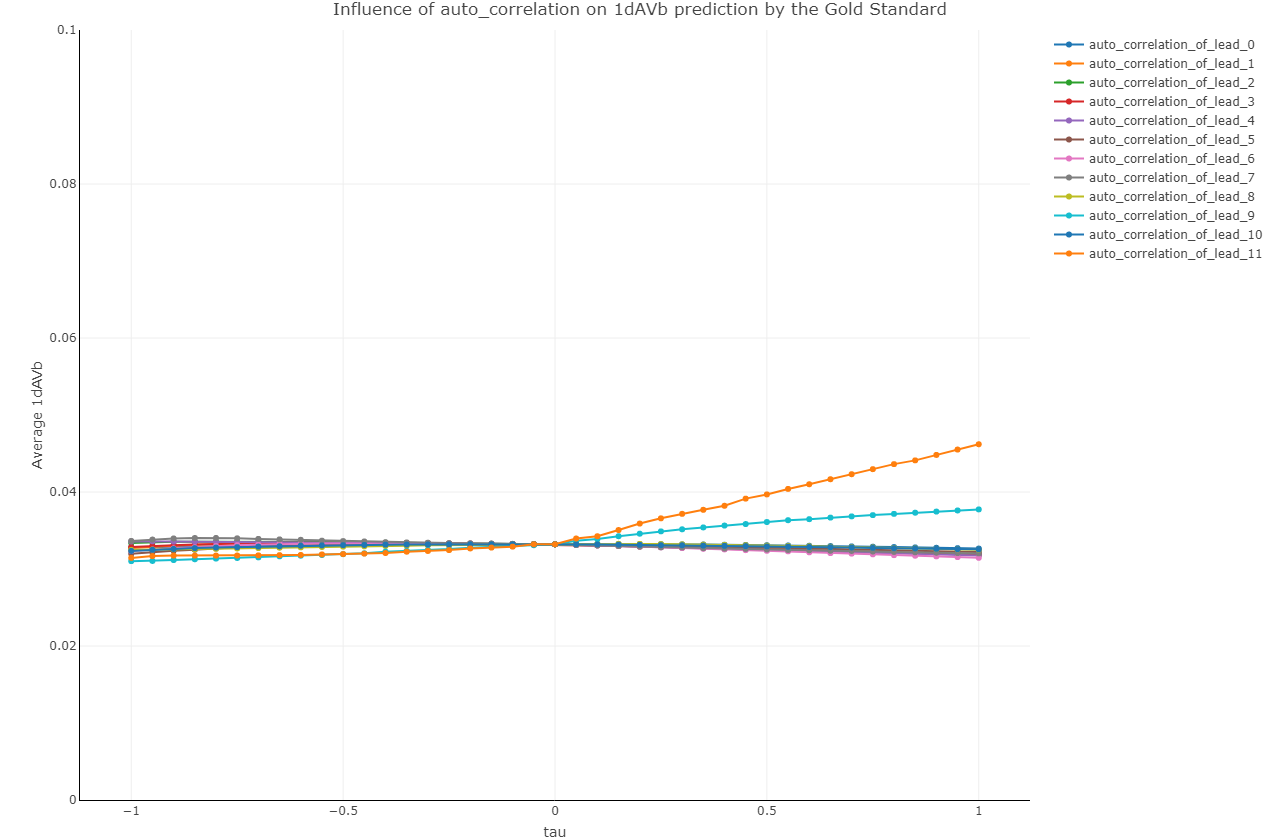 Influence of auto_correlation on 1dAVb prediction by the Gold Standard
0.1
0.08
0.06
0.04
0.02
0
Average 1dAVb
−1
−0.5
0
0.5
1
tau
auto_correlation_of_lead_0
auto_correlation_of_lead_1
auto_correlation_of_lead_2
auto_correlation_of_lead_3
auto_correlation_of_lead_4
auto_correlation_of_lead_5
auto_correlation_of_lead_6
auto_correlation_of_lead_7
auto_correlation_of_lead_8
auto_correlation_of_lead_9
auto_correlation_of_lead_10
auto_correlation_of_lead_11